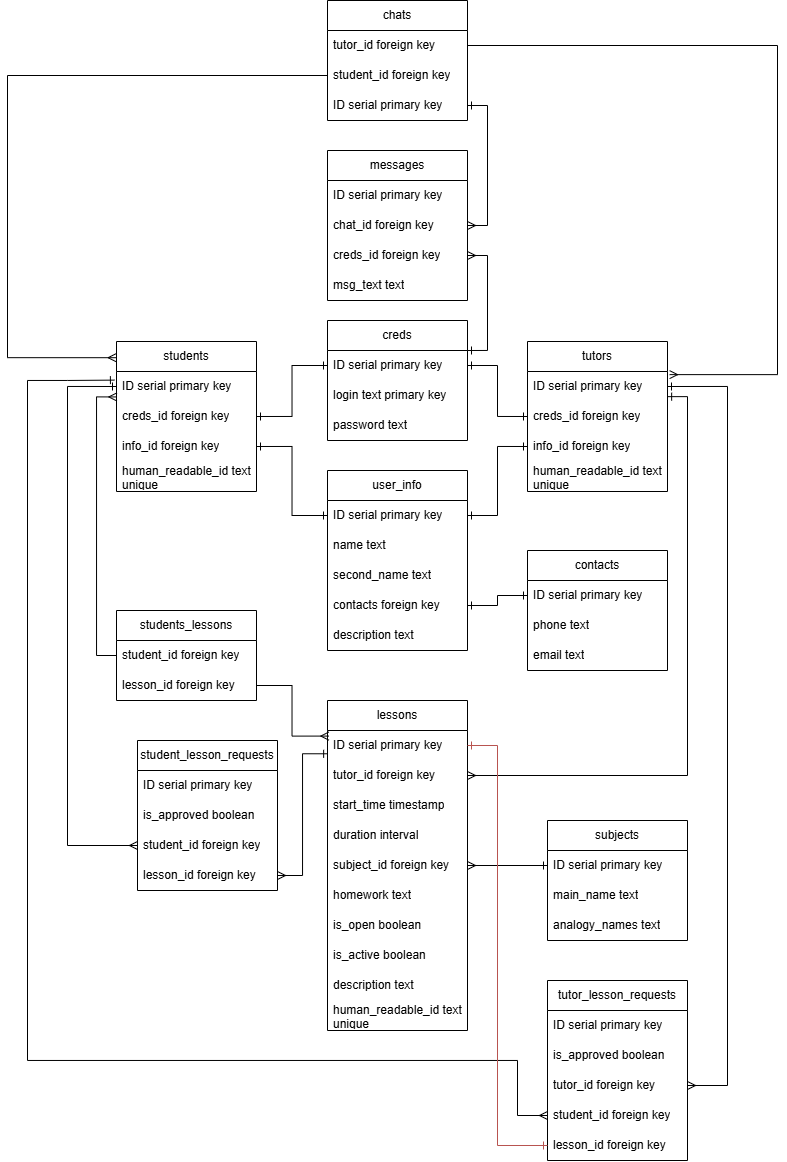 chats
tutor_id foreign key
student_id foreign key
ID serial primary key
messages
ID serial primary key
chat_id foreign key
creds_id foreign key
msg_text text
creds
ID serial primary key
login text primary key
password text
students
ID serial primary key
creds_id foreign key
info_id foreign key
human_readable_id text
unique
tutors
ID serial primary key
creds_id foreign key
info_id foreign key
human_readable_id text
unique
user_info
ID serial primary key
name text
second_name text
contacts foreign key
description text
contacts
ID serial primary key
phone text
email text
students_lessons
student_id foreign key
lesson_id foreign key
student_lesson_requests
ID serial primary key
is_approved boolean
student_id foreign key
lesson_id foreign key
lessons
ID serial primary key
tutor_id foreign key
start_time timestamp
duration interval
subject_id foreign key
homework text
is_open boolean
is_active boolean
description text
human_readable_id text
unique
subjects
ID serial primary key
main_name text
analogy_names text
tutor_lesson_requests
ID serial primary key
is_approved boolean
tutor_id foreign key
student_id foreign key
lesson_id foreign key